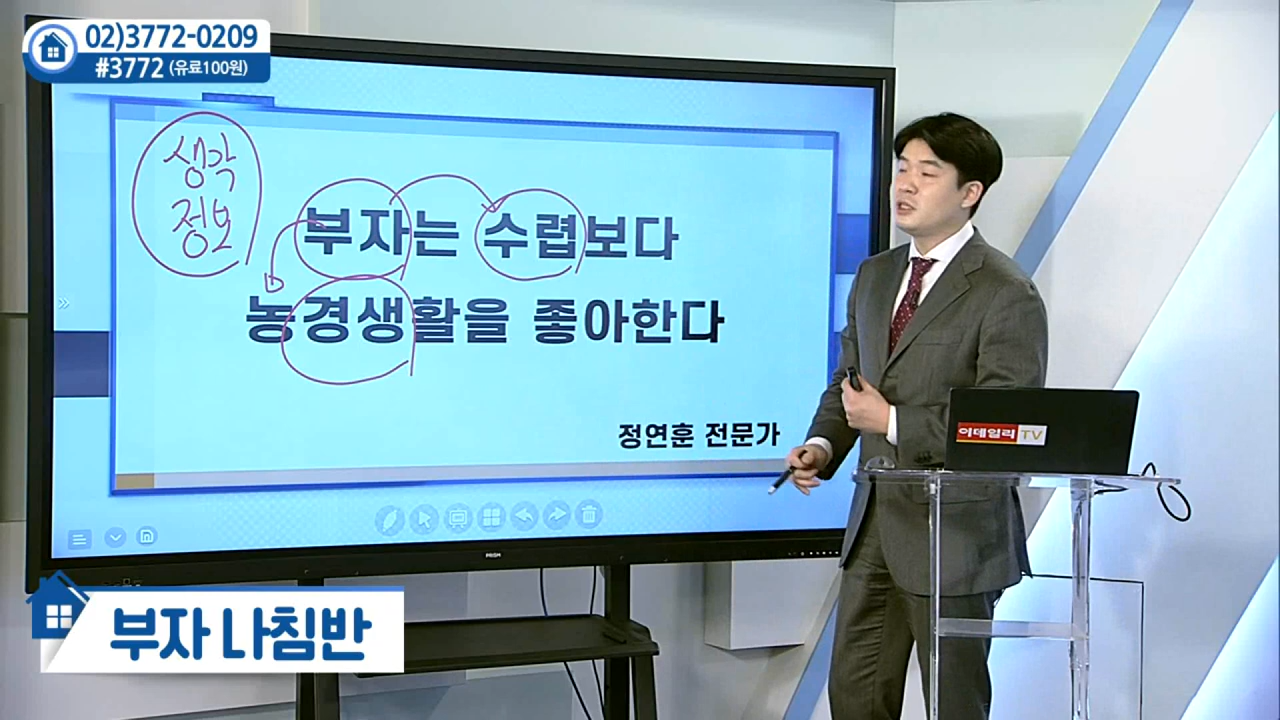 02)3772-0209
#3772 (유료100원)
생각
정보
부자는 수렵보다
농경생활을 좋아한다
정연훈 전문가
이데일리TV
PRISM
부자 나침반